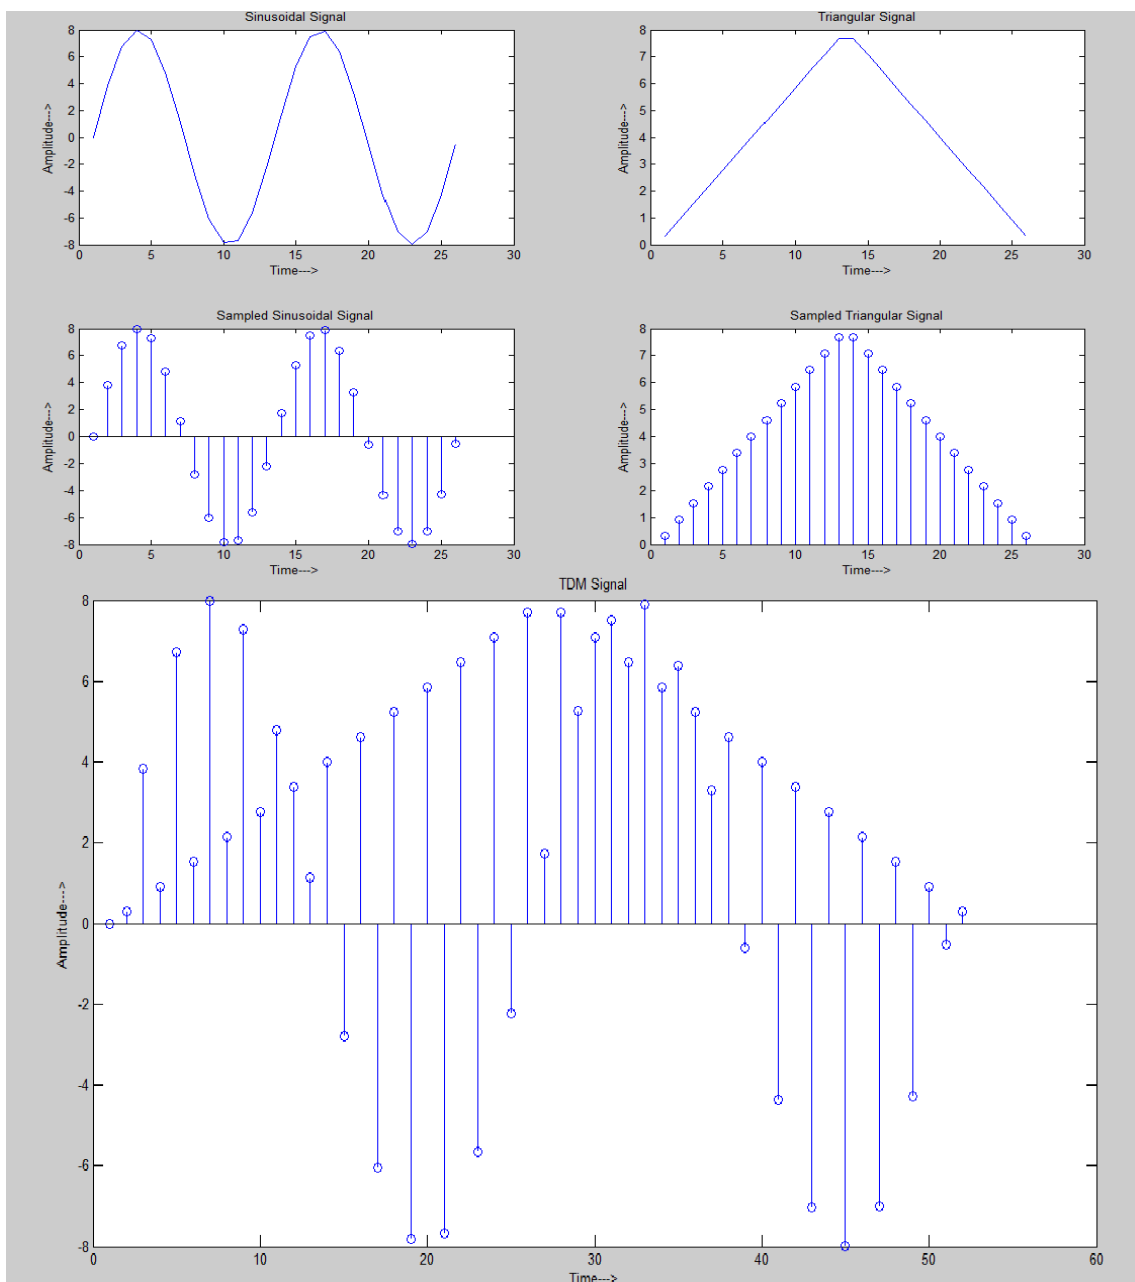 Sinusoidal Signal
8
6
4
2
0
-2
-4
-6
-8
Amplitude--->
0 5 10 15 20 25 30
Time--->
Triangular Signal
8
7
6
5
4
3
2
1
0
Amplitude--->
0 5 10 15 20 25 30
Time--->
Sampled Sinusoidal Signal
8
6
4
2
0
-2
-4
-6
-8
Amplitude--->
0 5 10 15 20 25 30
Time--->
Sampled Triangular Signal
8
7
6
5
4
3
2
1
0
Amplitude--->
0 5 10 15 20 25 30
Time--->
TDM Signal
8
6
4
2
0
-2
-4
-6
-8
Amplitude--->
0 10 20 30 40 50 60
Time--->